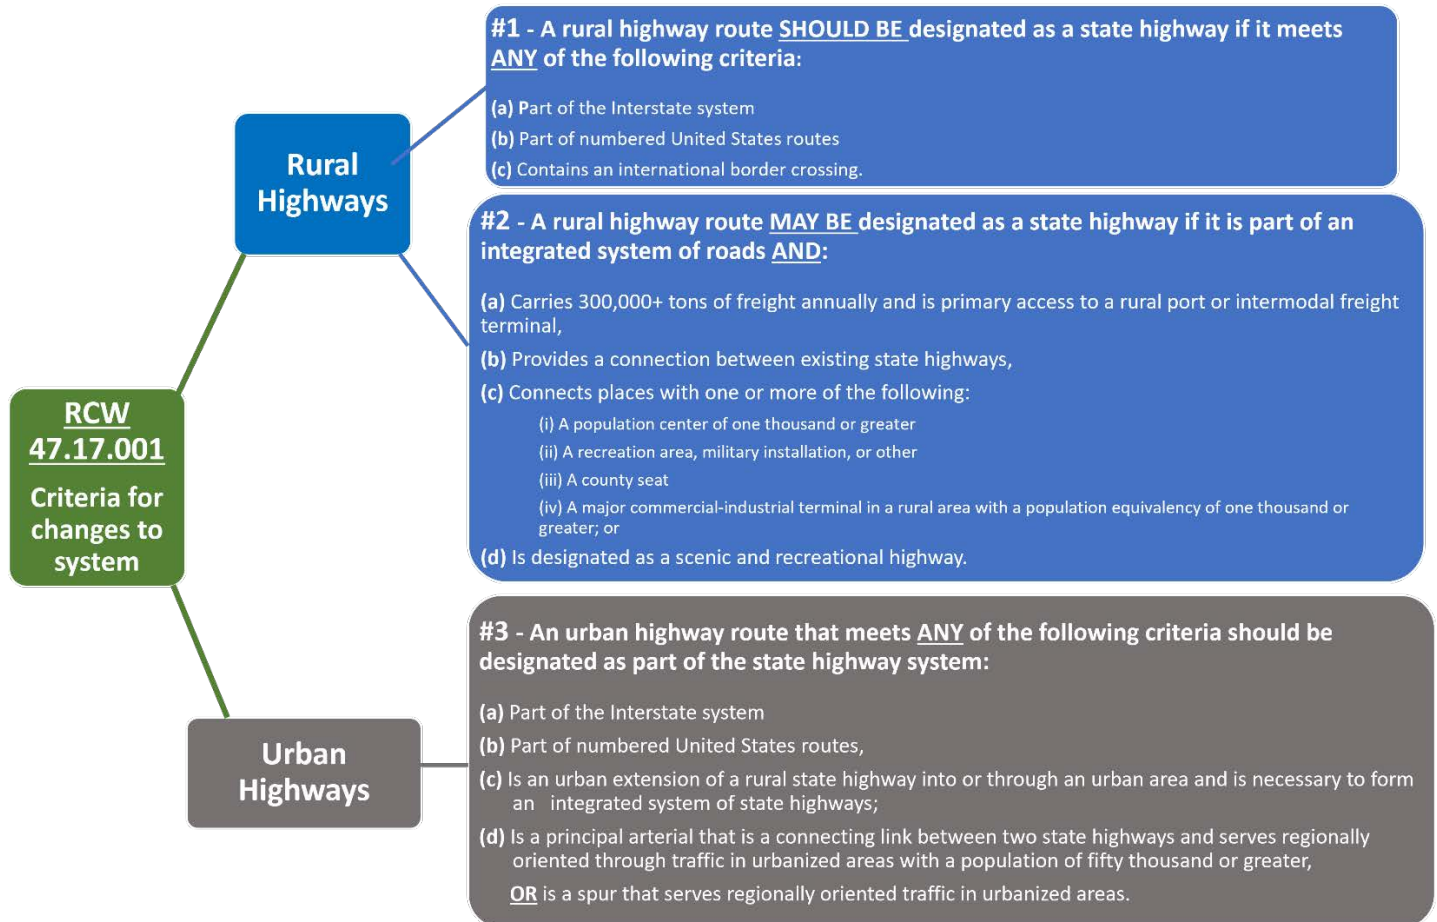 RCW
47.17.001
Criteria for
changes to
system
Rural
Highways
#1 - A rural highway route SHOULD BE designated as a state highway if it meets
ANY of the following criteria:
(a) Part of the Interstate system
(b) Part of numbered United States routes
(c) Contains an international border crossing.
#2 - A rural highway route MAY BE designated as a state highway if it is part of an
integrated system of roads AND:
(a) Carries 300,000+ tons of freight annually and is primary access to a rural port or intermodal freight
terminal,
(b) Provides a connection between existing state highways,
(c) Connects places with one or more of the following:
(i) A population center of one thousand or greater
(ii) A recreation area, military installation, or other
(iii) A county seat
(iv) A major commercial-industrial terminal in a rural area with a population equivalency of one thousand or
greater; or
(d) Is designated as a scenic and recreational highway.
Urban
Highways
#3 - An urban highway route that meets ANY of the following criteria should be
designated as part of the state highway system:
(a) Part of the Interstate system
(b) Part of numbered United States routes,
(c) Is an urban extension of a rural state highway into or through an urban area and is necessary to form
an integrated system of state highways;
(d) Is a principal arterial that is a connecting link between two state highways and serves regionally
oriented through traffic in urbanized areas with a population of fifty thousand or greater,
OR is a spur that serves regionally oriented traffic in urbanized areas.